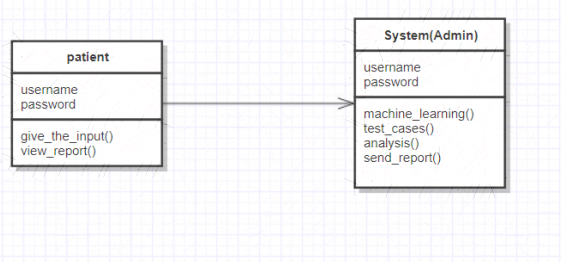 patient
username
password
give_the_input()
view_report()
System(Admin)
username
password
machine_learning()
test_cases()
analysis()
send_report()